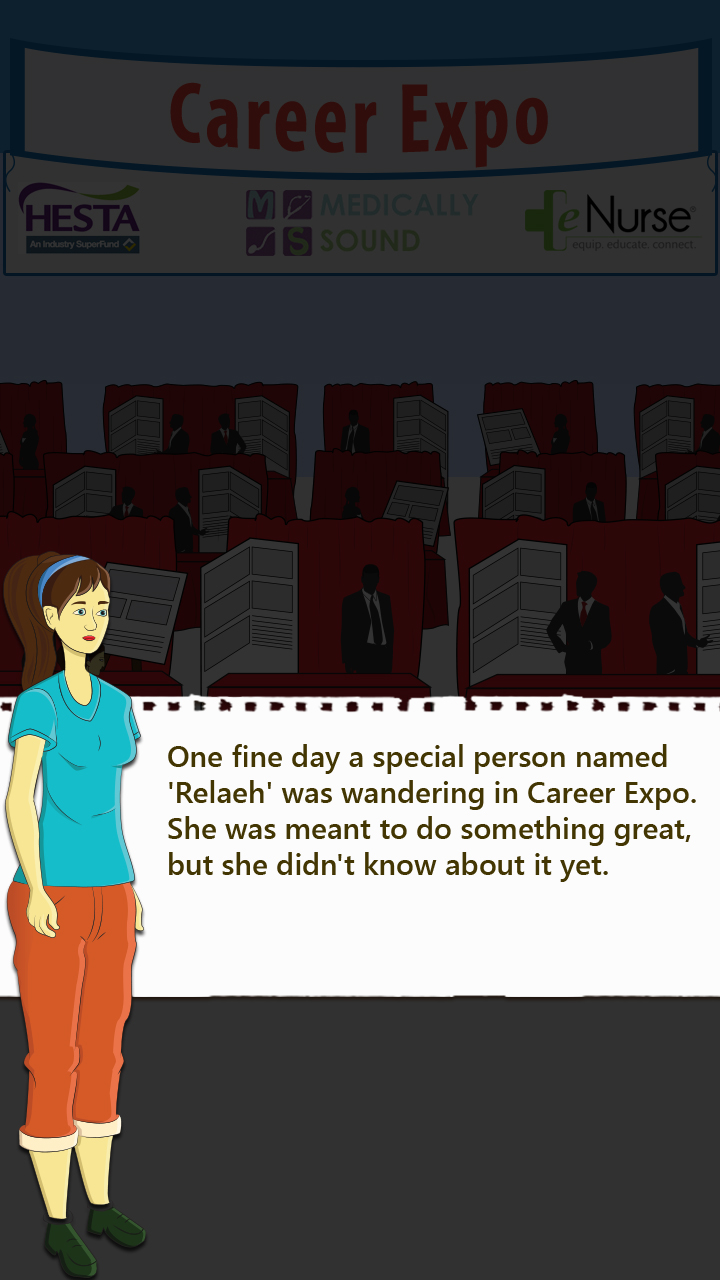 Career Expo
HESTA
An Industry SuperFund
M MEDICALLY
S SOUND
eNurse®
equip. educate. connect.
One fine day a special person named
'Relaeh' was wandering in Career Expo.
She was meant to do something great,
but she didn't know about it yet.